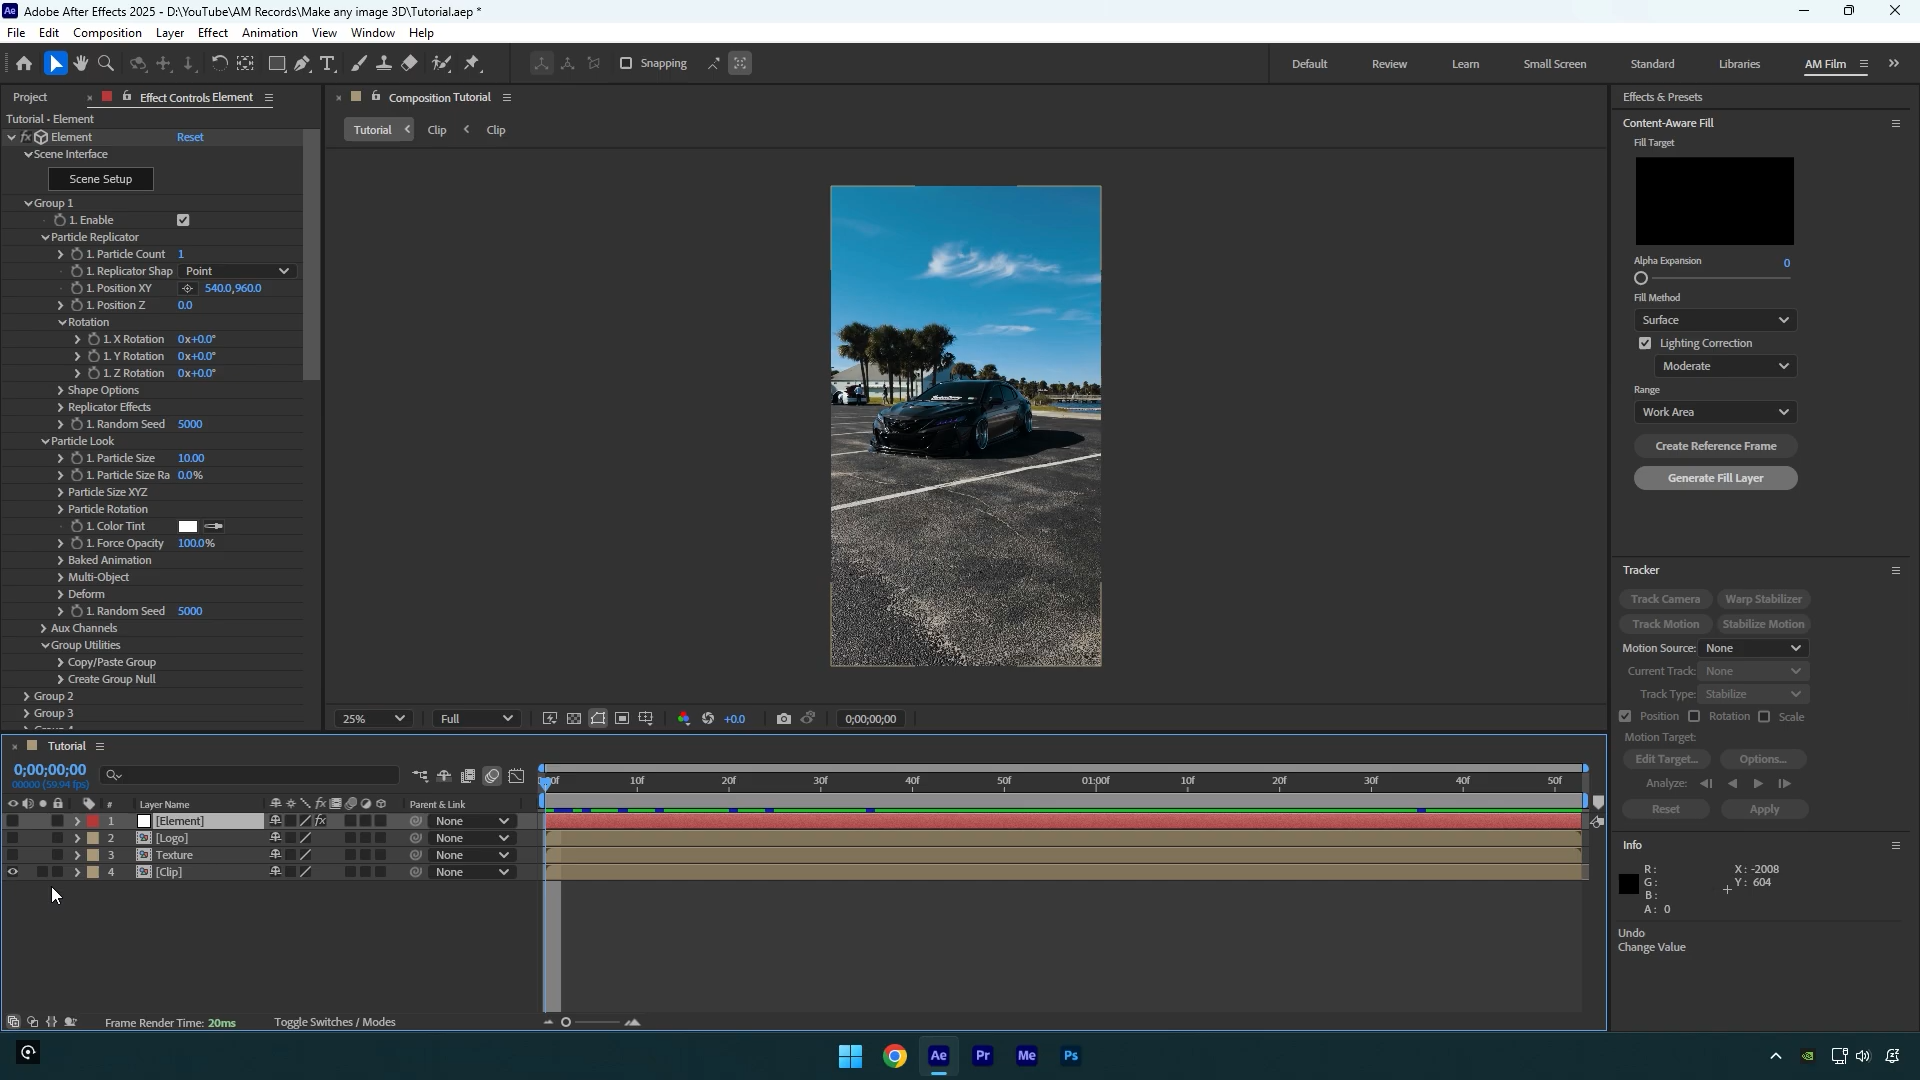 Adobe After Effects 2025 - D:\YouTube\AM Records\Make any image 3D\Tutorial.aep *
File Edit Composition Layer Effect Animation View Window Help
Snapping
Default Review Learn Small Screen Standard Libraries AM Film
Project Effect Controls Element
Tutorial - Element
fx Element Reset
Scene Interface
Scene Setup
Group 1
1. Enable
Particle Replicator
1. Particle Count 1
1. Replicator Shap Point
1. Position XY 540.0,960.0
1. Position Z 0.0
Rotation
1. X Rotation 0x+0.0°
1. Y Rotation 0x+0.0°
1. Z Rotation 0x+0.0°
Shape Options
Replicator Effects
1. Random Seed 5000
Particle Look
1. Particle Size 10.00
1. Particle Size Ra 0.0%
Particle Size XYZ
Particle Rotation
1. Color Tint
1. Force Opacity 100.0%
Baked Animation
Multi-Object
Deform
1. Random Seed 5000
Aux Channels
Group Utilities
Copy/Paste Group
Create Group Null
Group 2
Group 3
Composition Tutorial
Tutorial Clip Clip
25% Full +0.0 0;00;00;00
Effects & Presets
Content-Aware Fill
Fill Target
Alpha Expansion 0
Fill Method
Surface
Lighting Correction
Moderate
Range
Work Area
Create Reference Frame
Generate Fill Layer
Tracker
Track Camera Warp Stabilizer
Track Motion Stabilize Motion
Motion Source: None
Current Track: None
Track Type: Stabilize
Position Rotation Scale
Motion Target:
Edit Target... Options...
Analyze:
Reset Apply
Info
R: X: -2008
G: Y: 604
B:
A: 0
Undo
Change Value
Tutorial
0;00;00;00
00000 (59.94 fps)
10f 20f 30f 40f 50f 01:00f 10f 20f 30f 40f 50f
# Layer Name fx Parent & Link
1 [Element] fx None
2 [Logo] None
3 Texture None
4 [Clip] None
Frame Render Time: 20ms Toggle Switches / Modes
Ae Pr Me Ps